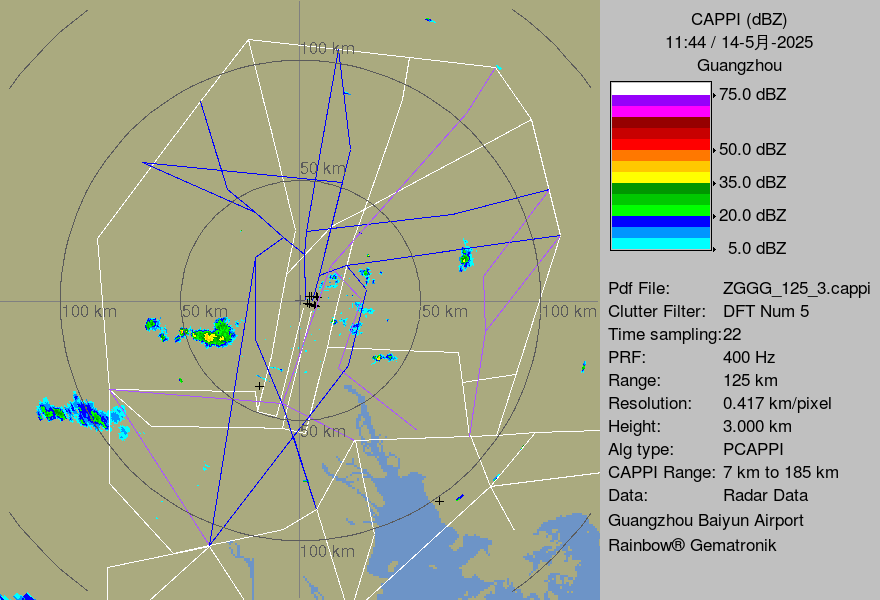 CAPPI (dBZ)
11:44 / 14-5月-2025
Guangzhou
75.0 dBZ
50.0 dBZ
35.0 dBZ
20.0 dBZ
5.0 dBZ
100 km
50 km
100 km
50 km
50 km
100 km
50 km
100 km
Pdf File: ZGGG_125_3.cappi
Clutter Filter: DFT Num 5
Time sampling:22
PRF: 400 Hz
Range: 125 km
Resolution: 0.417 km/pixel
Height: 3.000 km
Alg type: PCAPPI
CAPPI Range: 7 km to 185 km
Data: Radar Data
Guangzhou Baiyun Airport
Rainbow® Gematronik